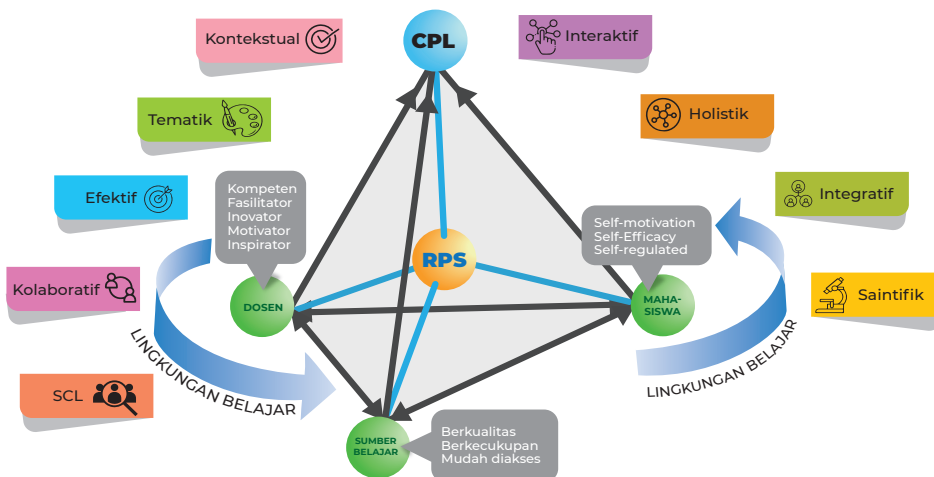 Kontekstual
CPL
Interaktif
Tematik
Holistik
Efektif
Kompeten
Fasilitator
Inovator
Motivator
Inspirator
Self-motivation
Self-Efficacy
Self-regulated
Integratif
RPS
Kolaboratif
DOSEN
MAHA-
SISWA
Saintifik
LINGKUNGAN BELAJAR
LINGKUNGAN BELAJAR
SCL
SUMBER
BELAJAR
Berkualitas
Berkecukupan
Mudah diakses